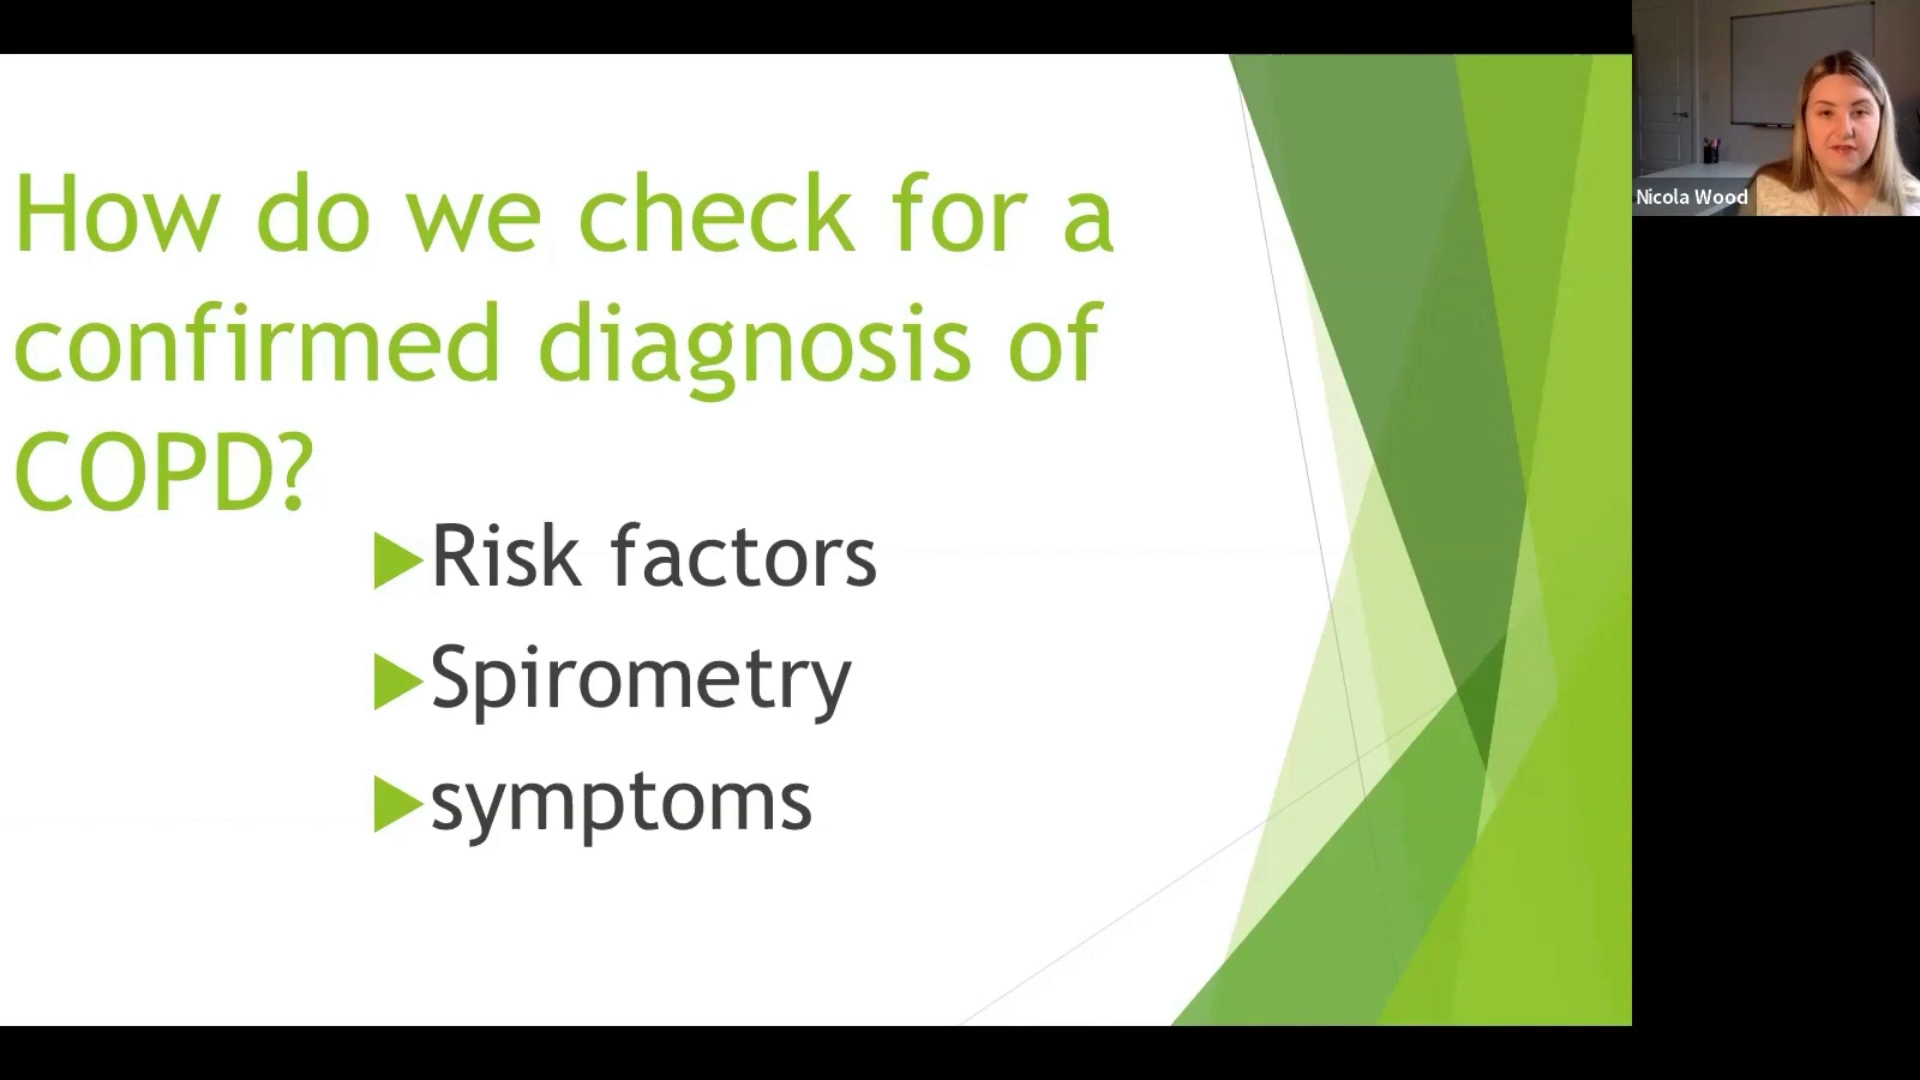 How do we check for a
confirmed diagnosis of
COPD?
Risk factors
Spirometry
symptoms
Nicola Wood